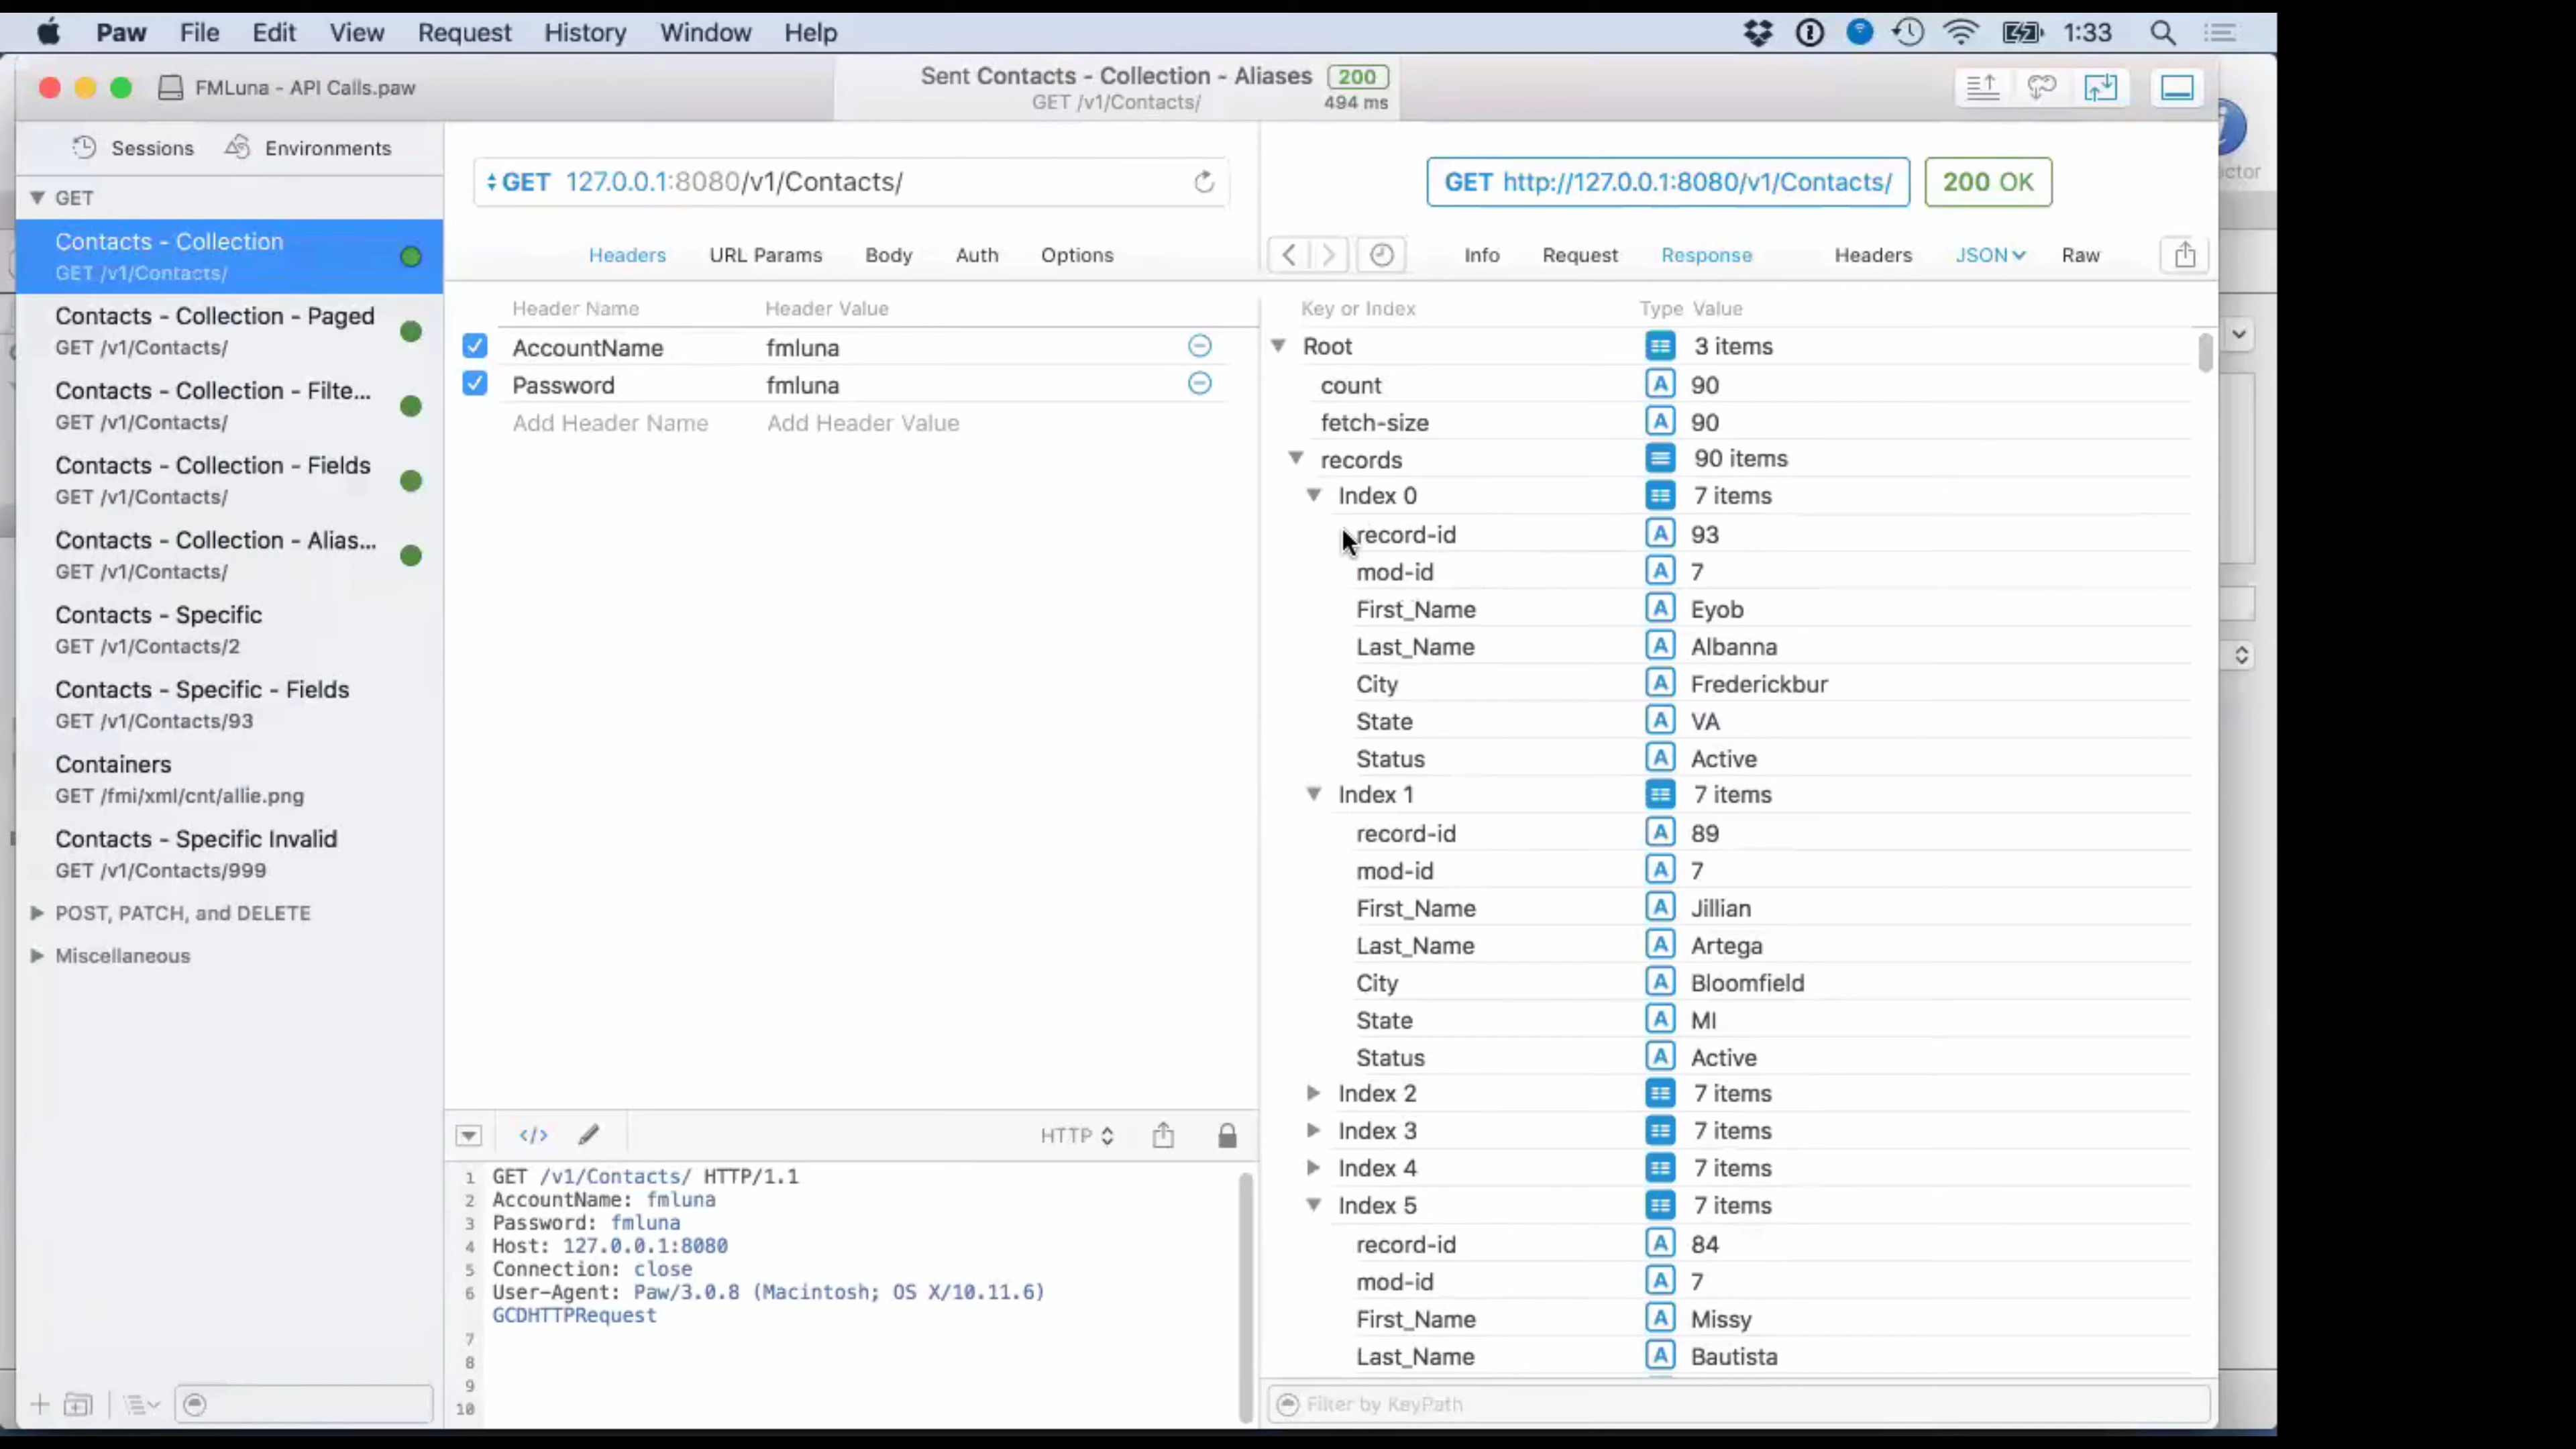 Paw File Edit View Request History Window Help 1:33
FMLuna - API Calls.paw
Sent Contacts - Collection - Aliases 200
GET /v1/Contacts/ 494 ms
Sessions Environments
GET
Contacts - Collection
GET /v1/Contacts/
Contacts - Collection - Paged
GET /v1/Contacts/
Contacts - Collection - Filte...
GET /v1/Contacts/
Contacts - Collection - Fields
GET /v1/Contacts/
Contacts - Collection - Alias...
GET /v1/Contacts/
Contacts - Specific
GET /v1/Contacts/2
Contacts - Specific - Fields
GET /v1/Contacts/93
Containers
GET /fmi/xml/cnt/allie.png
Contacts - Specific Invalid
GET /v1/Contacts/999
POST, PATCH, and DELETE
Miscellaneous
GET 127.0.0.1:8080/v1/Contacts/
Headers URL Params Body Auth Options
Header Name Header Value
AccountName fmluna
Password fmluna
Add Header Name Add Header Value
HTTP
1 GET /v1/Contacts/ HTTP/1.1
2 AccountName: fmluna
3 Password: fmluna
4 Host: 127.0.0.1:8080
5 Connection: close
6 User-Agent: Paw/3.0.8 (Macintosh; OS X/10.11.6)
GCDHTTPRequest
7
8
9
10
GET http://127.0.0.1:8080/v1/Contacts/ 200 OK
Info Request Response Headers JSON Raw
Key or Index Type Value
Root 3 items
count A 90
fetch-size A 90
records 90 items
Index 0 7 items
record-id A 93
mod-id A 7
First_Name A Eyob
Last_Name A Albanna
City A Frederickbur
State A VA
Status A Active
Index 1 7 items
record-id A 89
mod-id A 7
First_Name A Jillian
Last_Name A Artega
City A Bloomfield
State A MI
Status A Active
Index 2 7 items
Index 3 7 items
Index 4 7 items
Index 5 7 items
record-id A 84
mod-id A 7
First_Name A Missy
Last_Name A Bautista
Filter by KeyPath
ctor